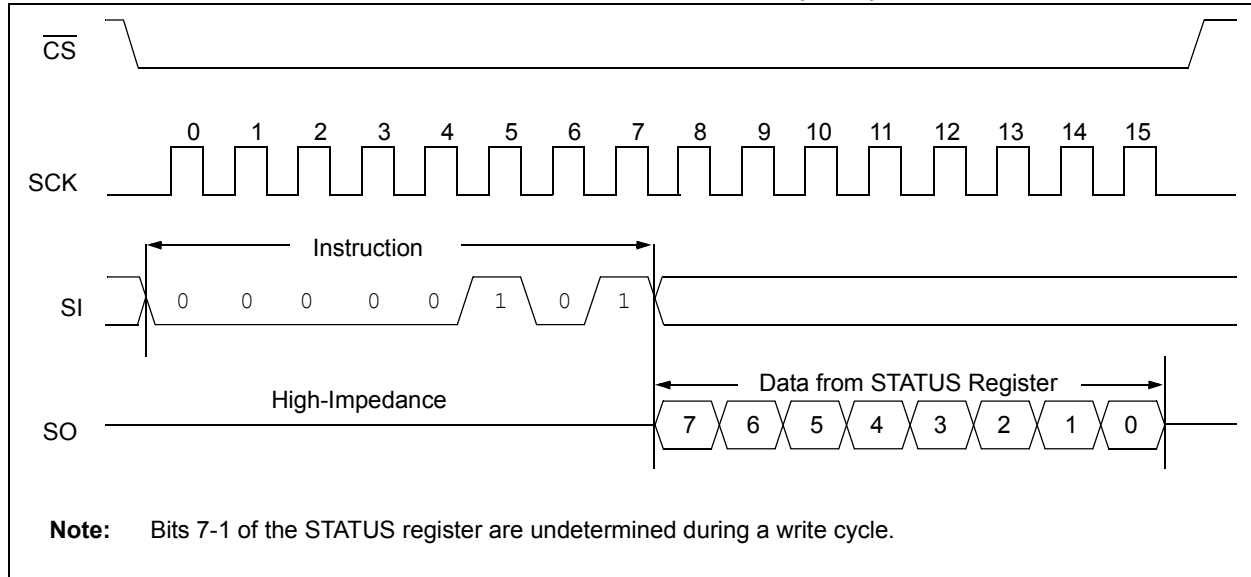 CS
0 1 2 3 4 5 6 7 8 9 10 11 12 13 14 15
SCK
Instruction
SI 0 0 0 0 0 1 0 1
Data from STATUS Register
High-Impedance
SO 7 6 5 4 3 2 1 0
Note: Bits 7-1 of the STATUS register are undetermined during a write cycle.